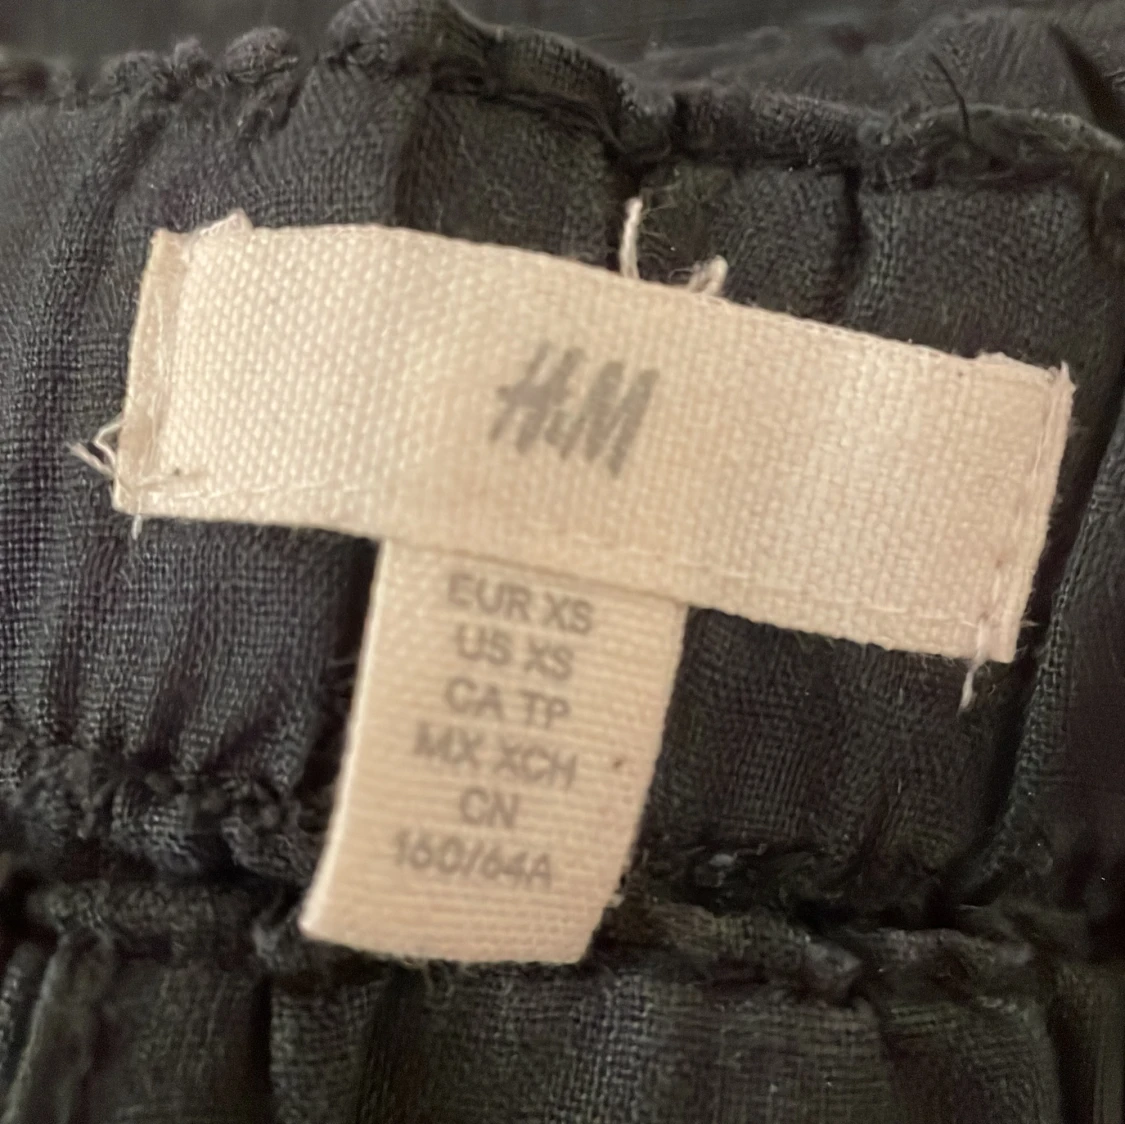 H&M
EUR XS
US XS
CA TP
MX XCH
CN
160/64A